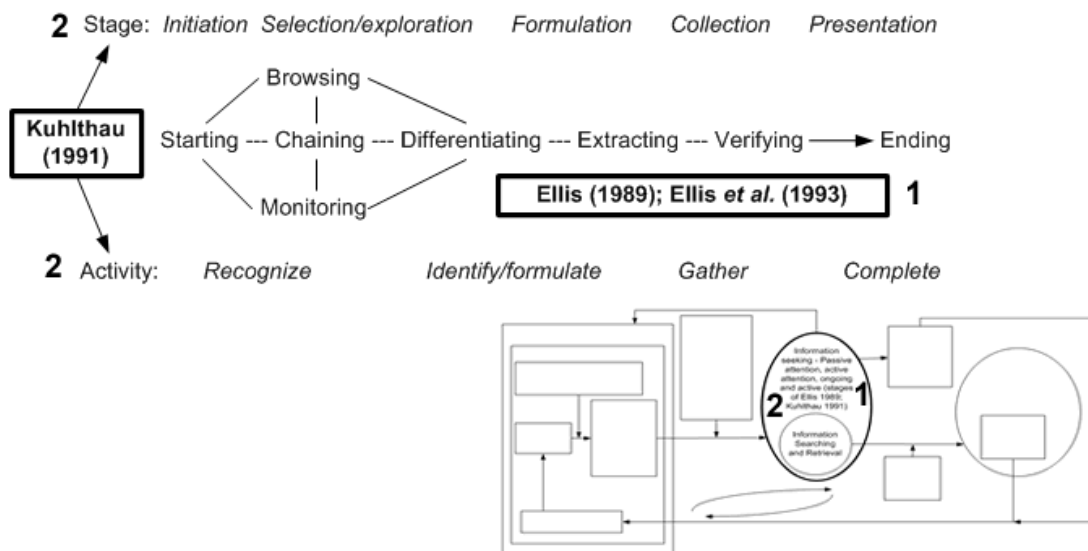 2 Stage: Initiation Selection/exploration Formulation Collection Presentation
Browsing
Kuhlthau
(1991)
Starting --- Chaining --- Differentiating --- Extracting --- Verifying Ending
Monitoring
Ellis (1989); Ellis et al. (1993) 1
2 Activity: Recognize Identify/formulate Gather Complete
Information
seeking - Passive
attention, active
attention, ongoing
and active (stages
of Ellis 1989;
Kuhlthau 1991)
1
2
Information
Searching
and Retrieval